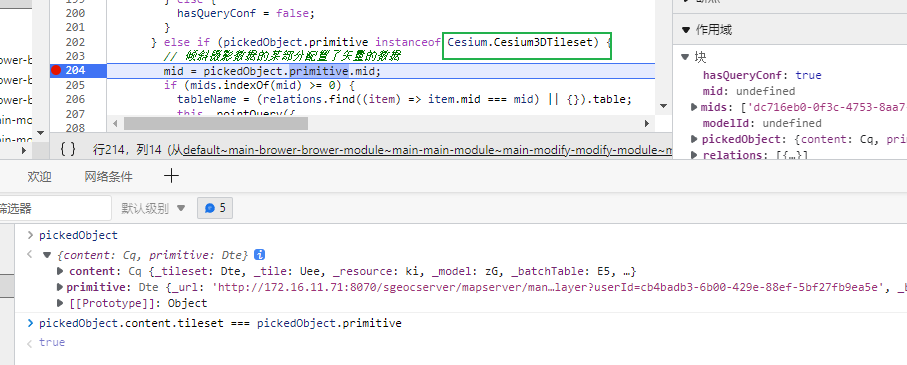 } else {
200 hasQueryConf = false;
201 }
202 } else if (pickedObject.primitive instanceof Cesium.Cesium3DTileset) {
203 // 倾斜摄影数据的某部分配置了矢量的数据
204 mid = pickedObject.primitive.mid;
205 if (mids.indexOf(mid) >= 0) {
206 tableName = (relations.find((item) => item.mid === mid) || {}).table;
207 this._pointQuery({
208
ower-b
ower-b
ower-b
ain-mo
ain-mo
{ } 行214，列14 (从default~main-brower-brower-module~main-main-module~main-modify-modify-module~m
作用域
块
hasQueryConf: true
mid: undefined
mids: ['dc716eb0-0f3c-4753-8aa7
modelId: undefined
pickedObject: {content: Cq, pri
relations: [{…}]
欢迎 网络条件 +
筛选器 默认级别 5
> pickedObject
{content: Cq, primitive: Dte} i
content: Cq {_tileset: Dte, _tile: Uee, _resource: ki, _model: zG, _batchTable: E5, …}
primitive: Dte {_url: 'http://172.16.11.71:8070/sgeocserver/mapserver/man…layer?userId=cb4badb3-6b00-429e-88ef-5bf27fb9ea5e', _b
[[Prototype]]: Object
> pickedObject.content.tileset === pickedObject.primitive
true